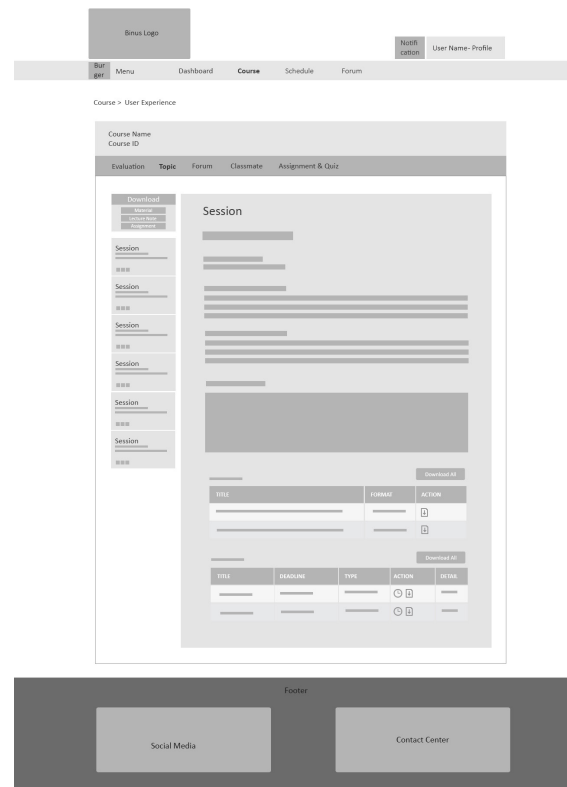 Binus Logo
Notifi
cation
User Name- Profile
Bur
ger
Menu
Dashboard
Course
Schedule
Forum
Course > User Experience
Course Name
Course ID
Evaluation
Topic
Forum
Classmate
Assignment & Quiz
Download
Material
Lecture Note
Assignment
Session
Session
Session
Session
Session
Session
Session
Download All
TITLE
FORMAT
ACTION
Download All
TITLE
DEADLINE
TYPE
ACTION
DETAIL
Footer
Social Media
Contact Center